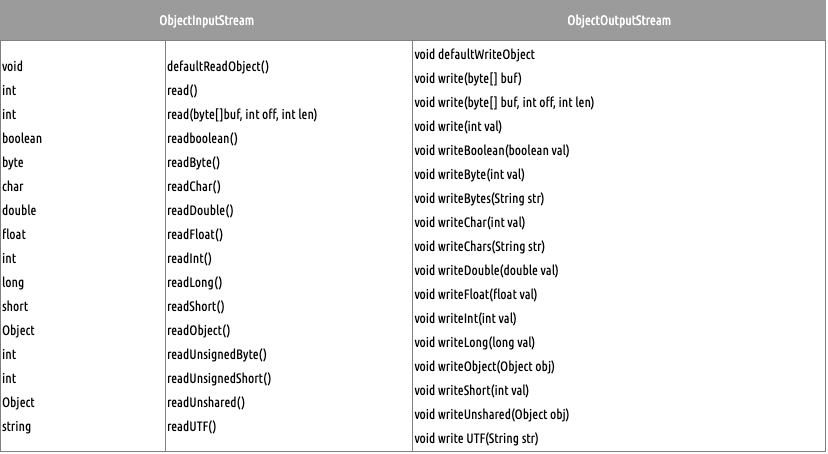 ObjectInputStream ObjectOutputStream
void defaultReadObject()
int read()
int read(byte[]buf, int off, int len)
boolean readboolean()
byte readByte()
char readChar()
double readDouble()
float readFloat()
int readInt()
long readLong()
short readShort()
Object readObject()
int readUnsignedByte()
int readUnsignedShort()
Object readUnshared()
string readUTF()
void defaultWriteObject
void write(byte[] buf)
void write(byte[] buf, int off, int len)
void write(int val)
void writeBoolean(boolean val)
void writeByte(int val)
void writeBytes(String str)
void writeChar(int val)
void writeChars(String str)
void writeDouble(double val)
void writeFloat(float val)
void writeInt(int val)
void writeLong(long val)
void writeObject(Object obj)
void writeShort(int val)
void writeUnshared(Object obj)
void write UTF(String str)